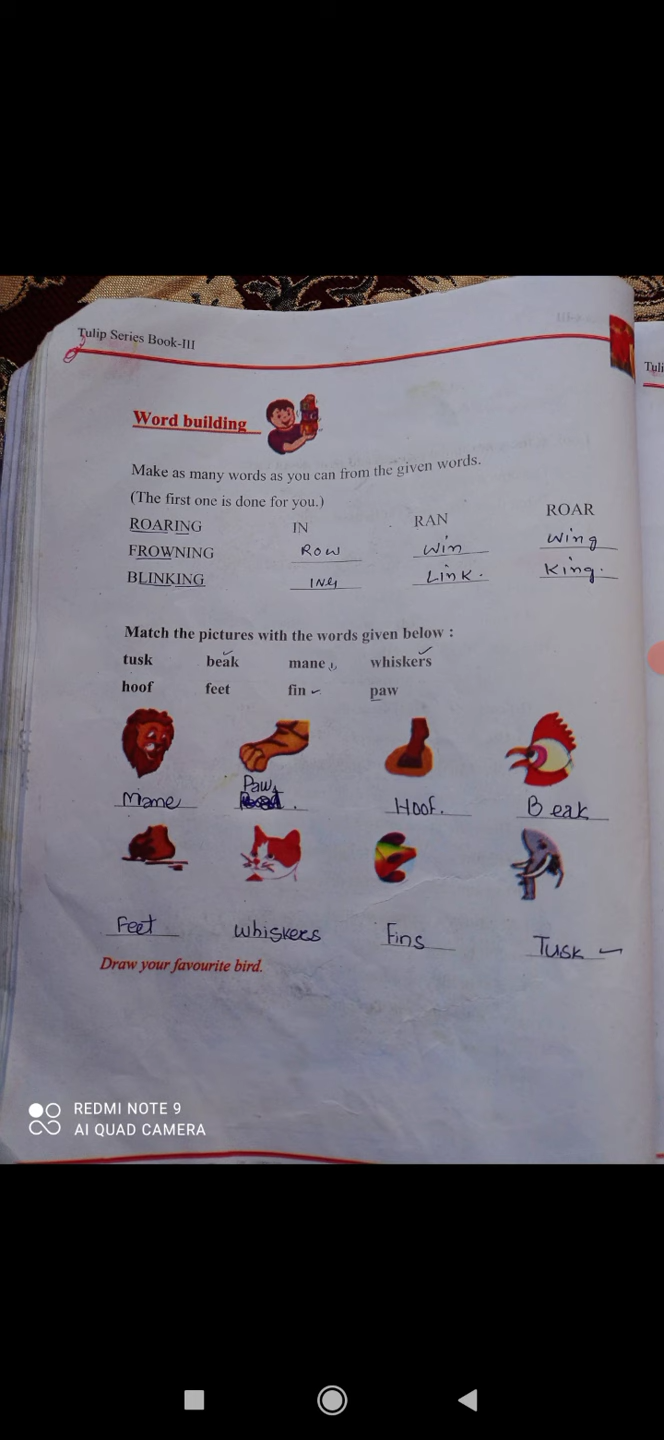 Tulip Series Book-III
Tuli
Word building
Make as many words as you can from the given words.
(The first one is done for you.)
ROARING IN RAN ROAR
FROWNING Row Win Wing
BLINKING ING Link. King.
Match the pictures with the words given below :
tusk beak mane whiskers
hoof feet fin paw
Mane Paw. Hoof. Beak
Feet Whiskers Fins Tusk
Draw your favourite bird.
REDMI NOTE 9
AI QUAD CAMERA